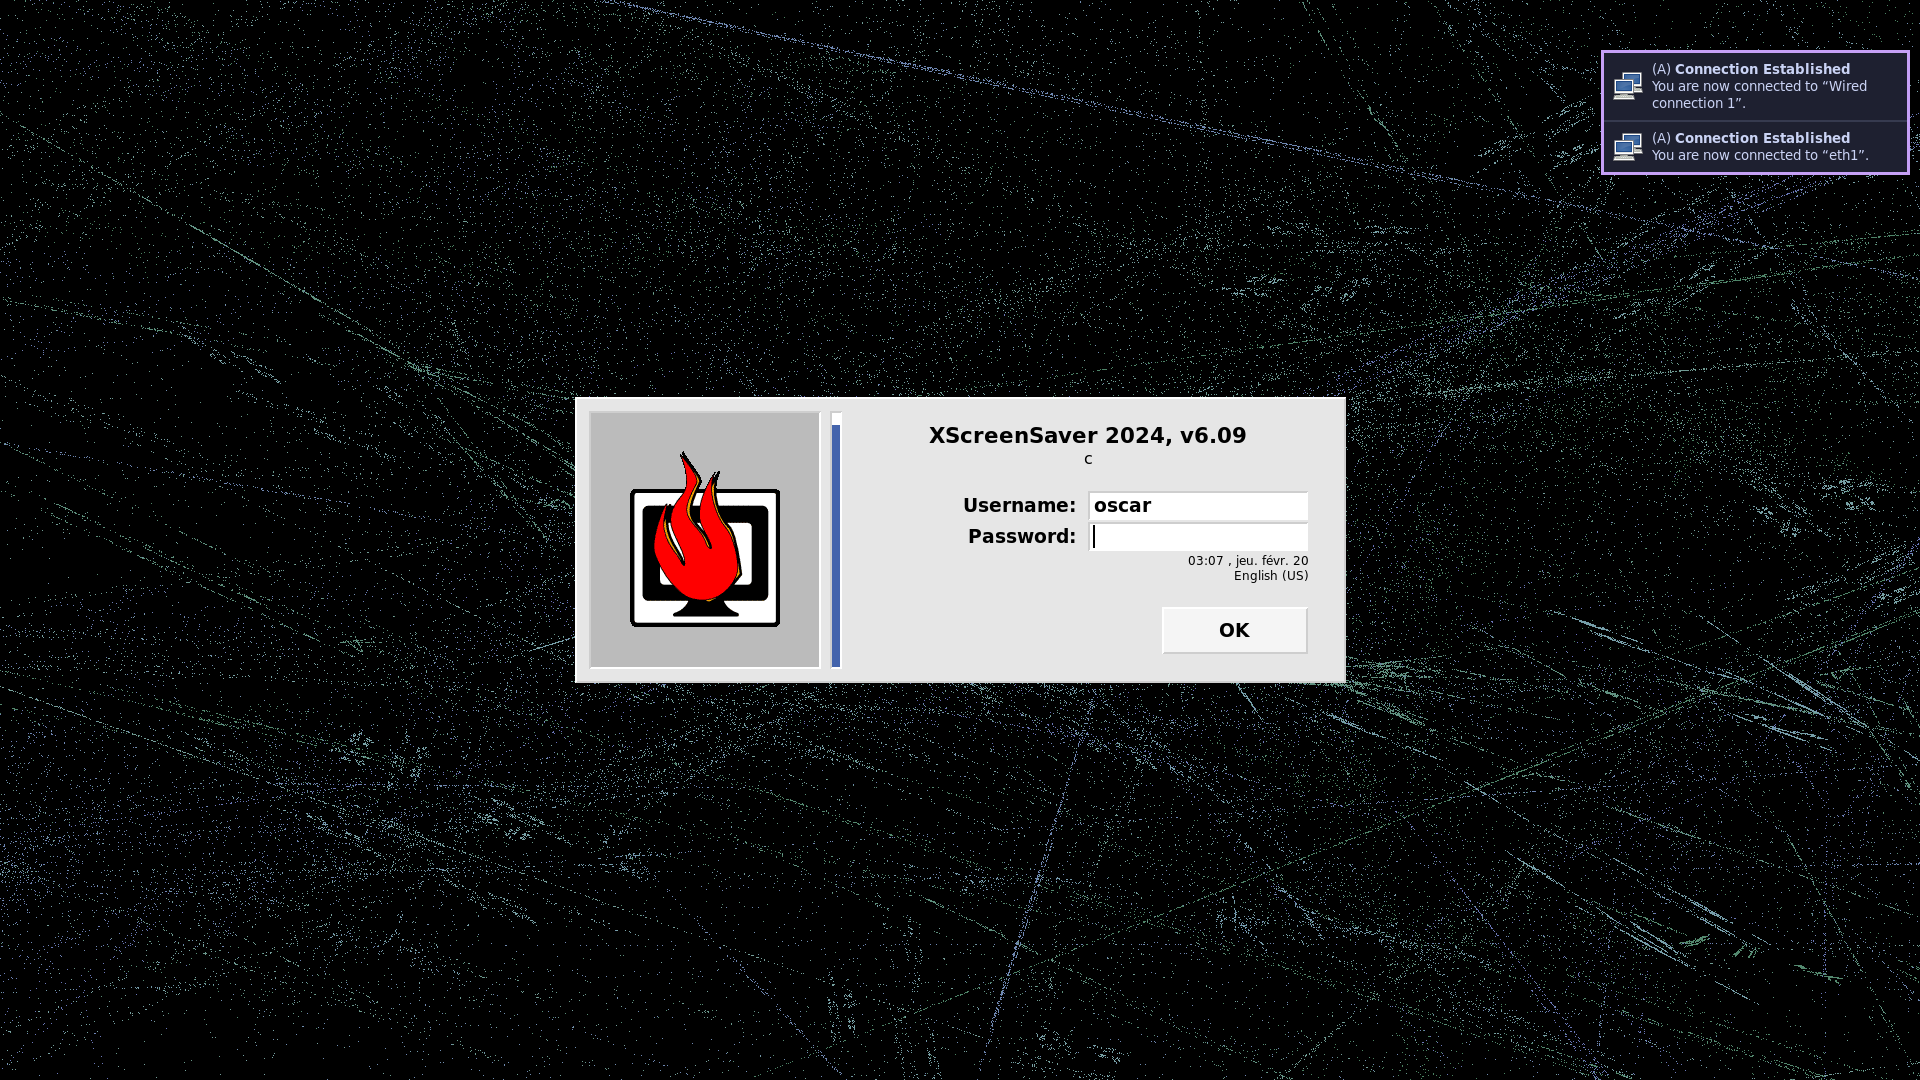 (A) Connection Established
You are now connected to “Wired
connection 1”.
(A) Connection Established
You are now connected to “eth1”.
XScreenSaver 2024, v6.09
c
Username: oscar
Password:
03:07 , jeu. févr. 20
English (US)
OK